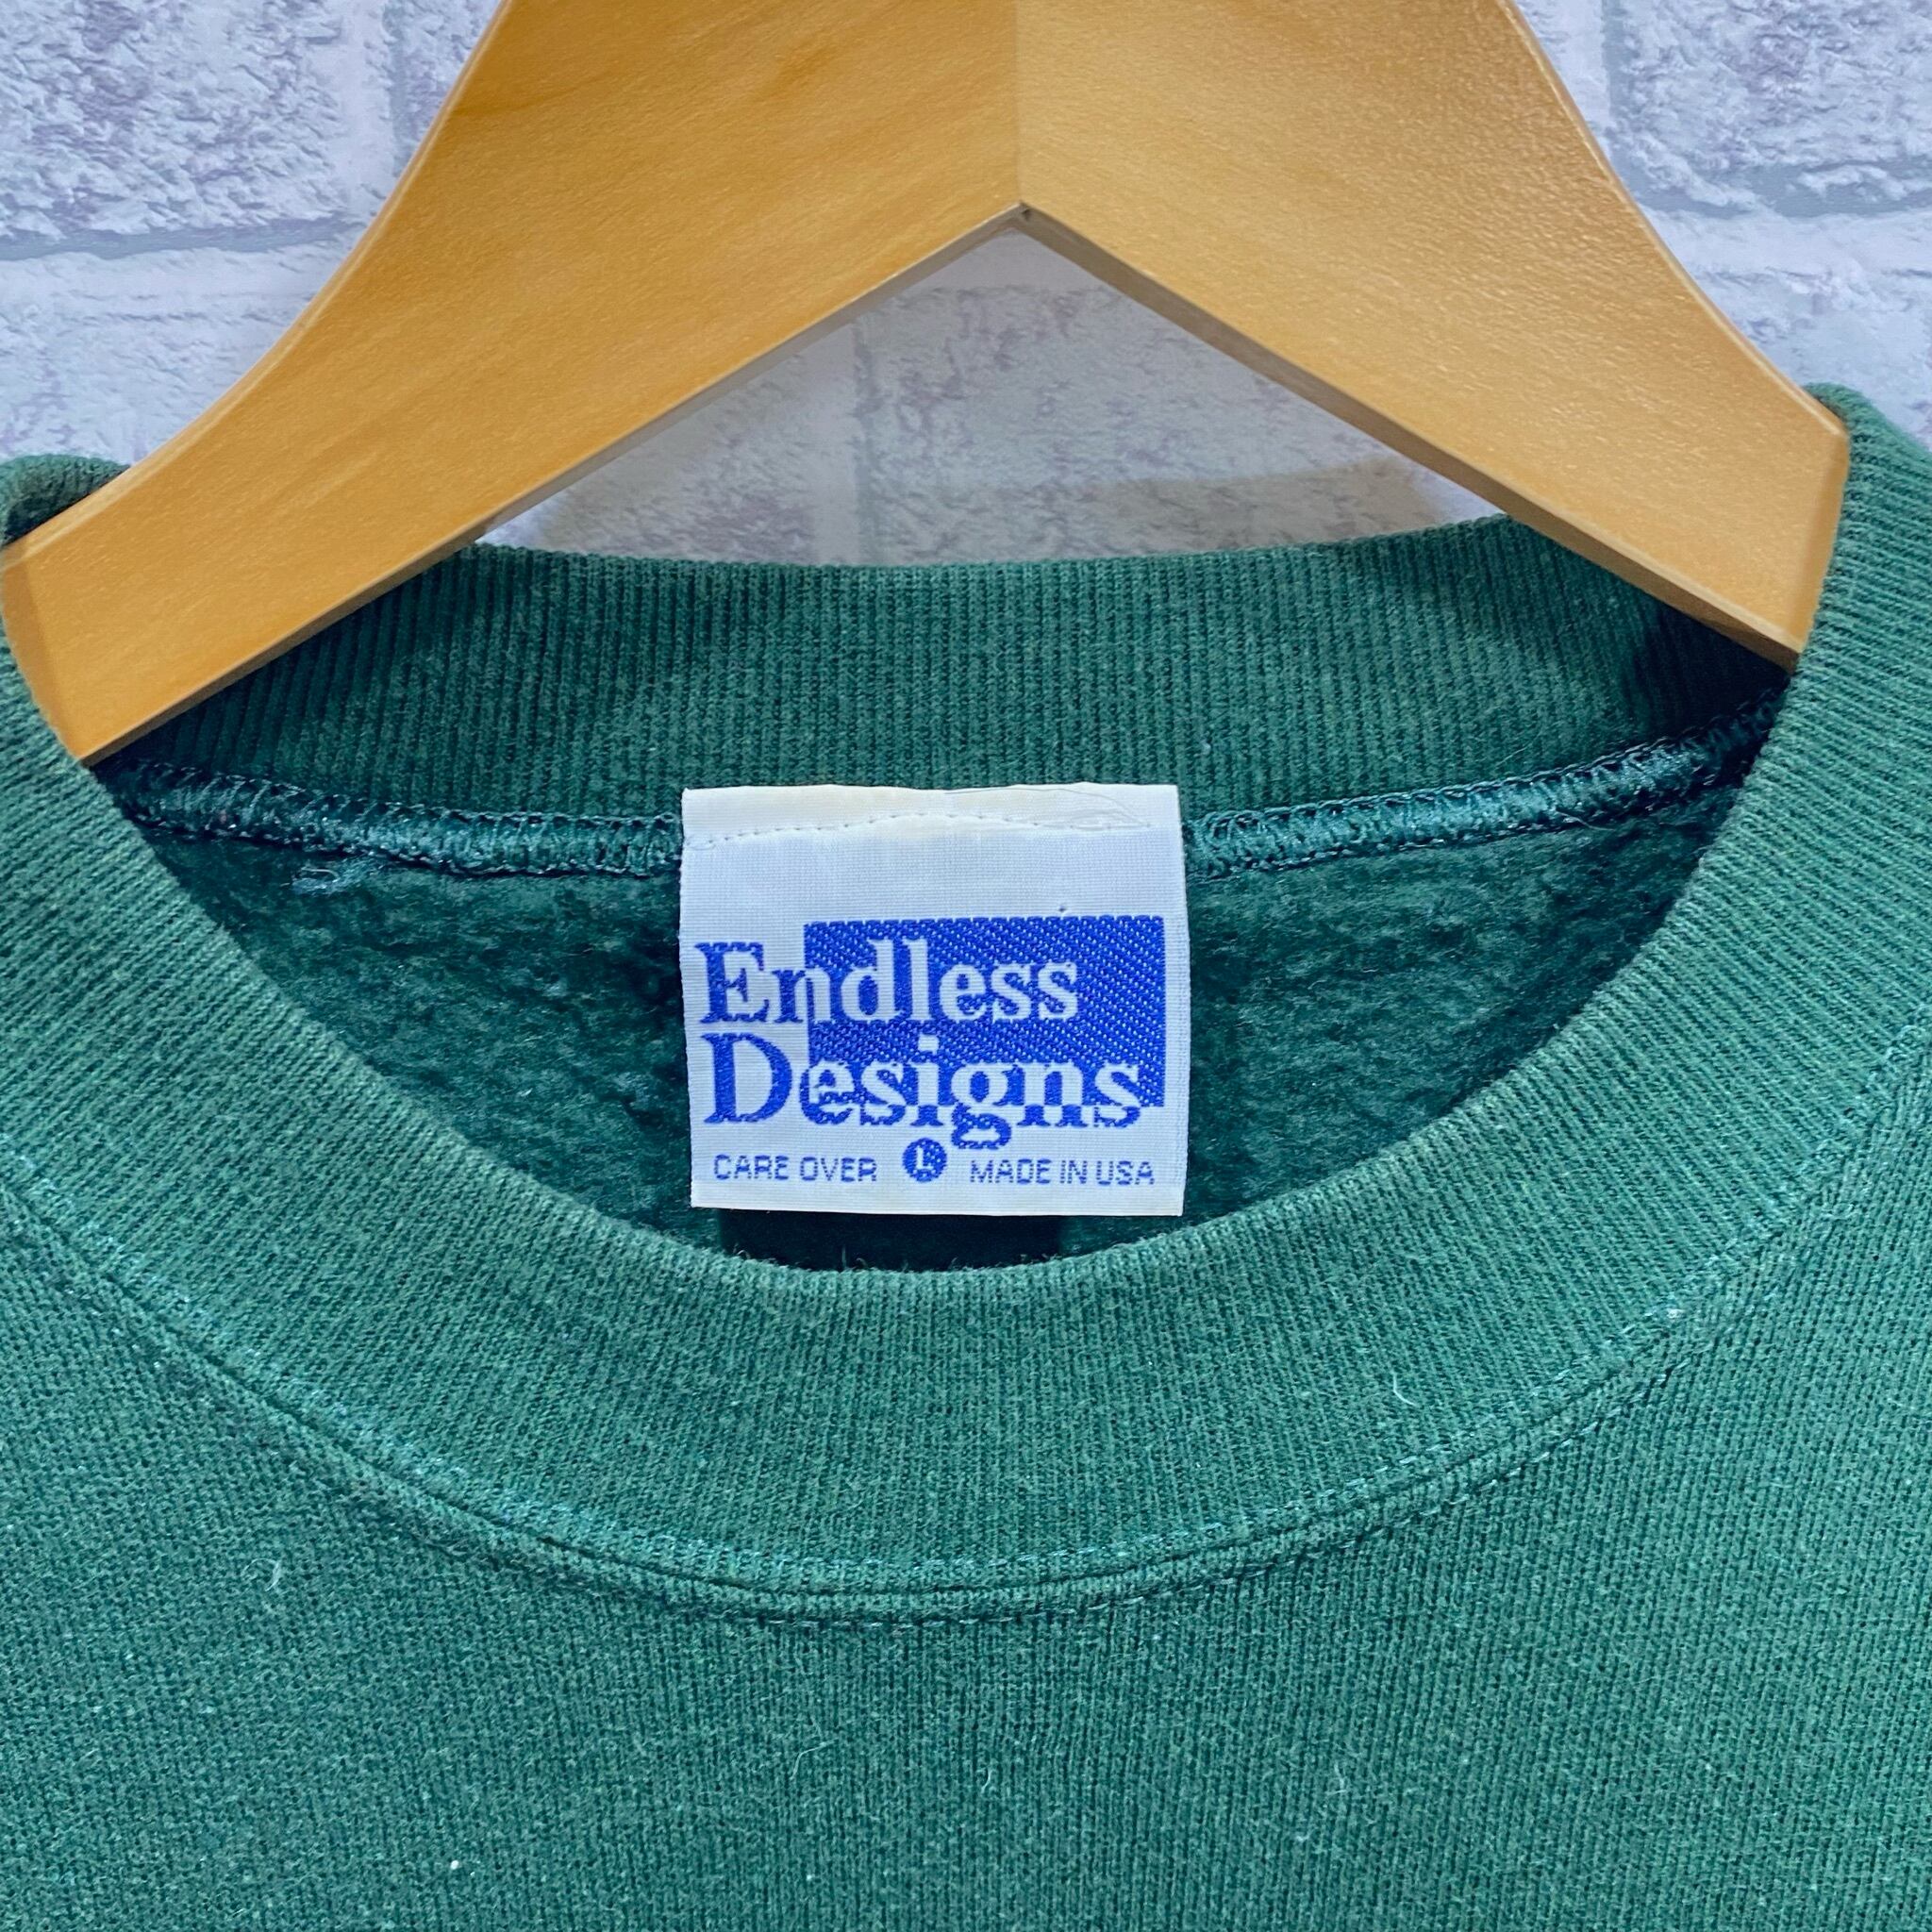 Endless
Designs
CARE OVER L MADE IN USA